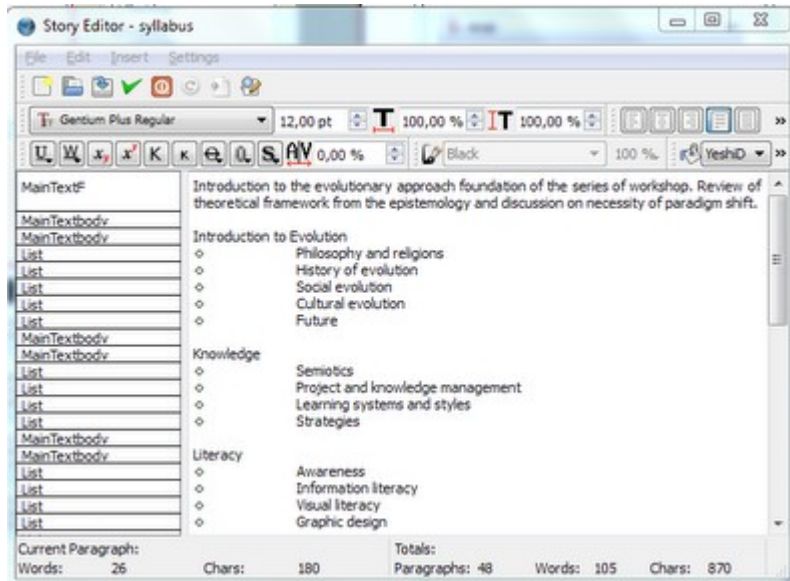 Story Editor - syllabus
File Edit Insert Settings
Gentium Plus Regular 12,00 pt 100,00 % 100,00 %
0,00 % Black 100 % YeshiD
MainTextF Introduction to the evolutionary approach foundation of the series of workshop. Review of
theoretical framework from the epistemology and discussion on necessity of paradigm shift.
MainTextbody
MainTextbody Introduction to Evolution
List ◇ Philosophy and religions
List ◇ History of evolution
List ◇ Social evolution
List ◇ Cultural evolution
List ◇ Future
MainTextbody
MainTextbody Knowledge
List ◇ Semiotics
List ◇ Project and knowledge management
List ◇ Learning systems and styles
List ◇ Strategies
MainTextbody
MainTextbody Literacy
List ◇ Awareness
List ◇ Information literacy
List ◇ Visual literacy
List ◇ Graphic design
Current Paragraph: Totals:
Words: 26 Chars: 180 Paragraphs: 48 Words: 105 Chars: 870